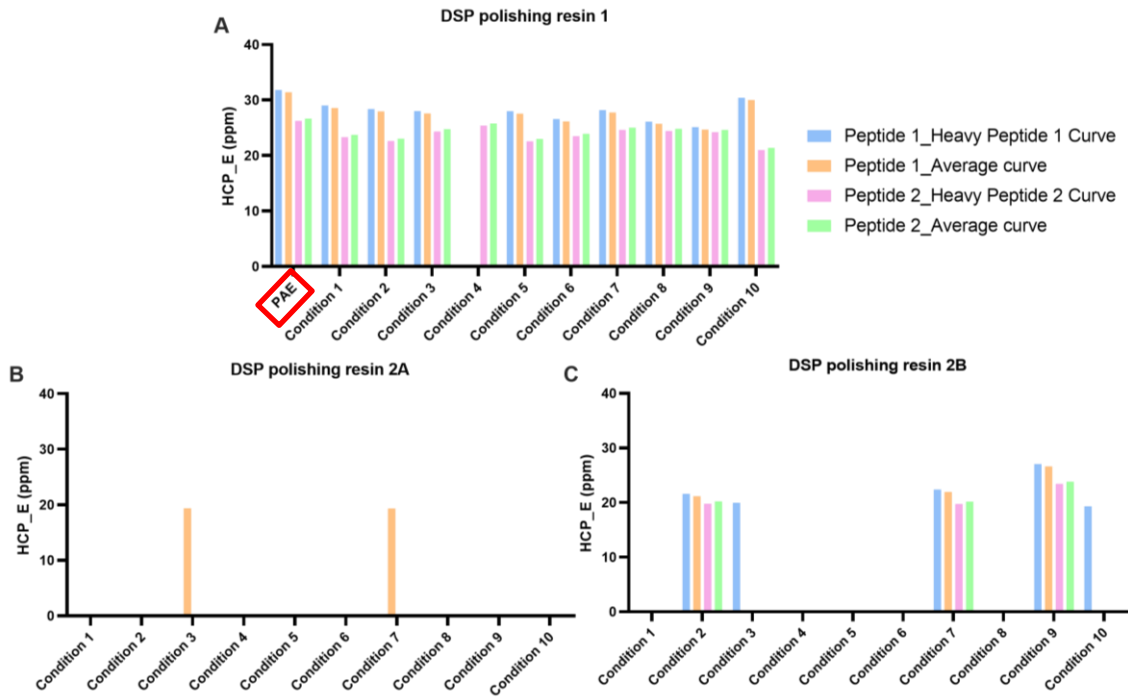 A
DSP polishing resin 1
HCP_E (ppm)
40
30
20
10
0
PAE
Condition 1
Condition 2
Condition 3
Condition 4
Condition 5
Condition 6
Condition 7
Condition 8
Condition 9
Condition 10
Peptide 1_Heavy Peptide 1 Curve
Peptide 1_Average curve
Peptide 2_Heavy Peptide 2 Curve
Peptide 2_Average curve
B
DSP polishing resin 2A
HCP_E (ppm)
40
30
20
10
0
Condition 1
Condition 2
Condition 3
Condition 4
Condition 5
Condition 6
Condition 7
Condition 8
Condition 9
Condition 10
C
DSP polishing resin 2B
HCP_E (ppm)
40
30
20
10
0
Condition 1
Condition 2
Condition 3
Condition 4
Condition 5
Condition 6
Condition 7
Condition 8
Condition 9
Condition 10